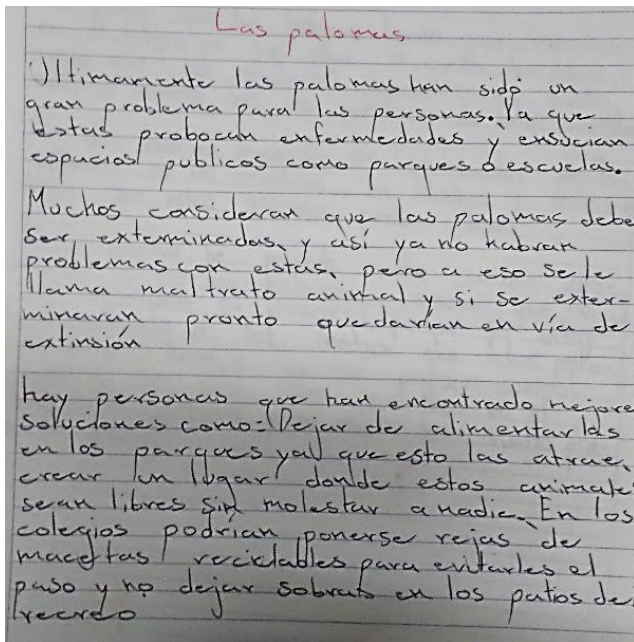 Las palomas
Ultimamente las palomas han sido un
gran problema para las personas. Ya que
estas probocan enfermedades y ensucian
espacios publicos como parques ó escuelas.
Muchos consideran que las palomas debe
ser exterminadas, y así ya no habran
problemas con estas, pero a eso se le
llama maltrato animal y si se exter-
minaran pronto quedarían en vía de
extinsión
hay personas que han encontrado mejore
soluciones como: Dejar de alimentarlas
en los parques ya que esto las atrae,
crear un lugar donde estos animale
sean libres sin molestar a nadie. En los
colegios podrían ponerse rejas de
macetas reciclables para evitarles el
paso y no dejar sobras en los patios de
recreo